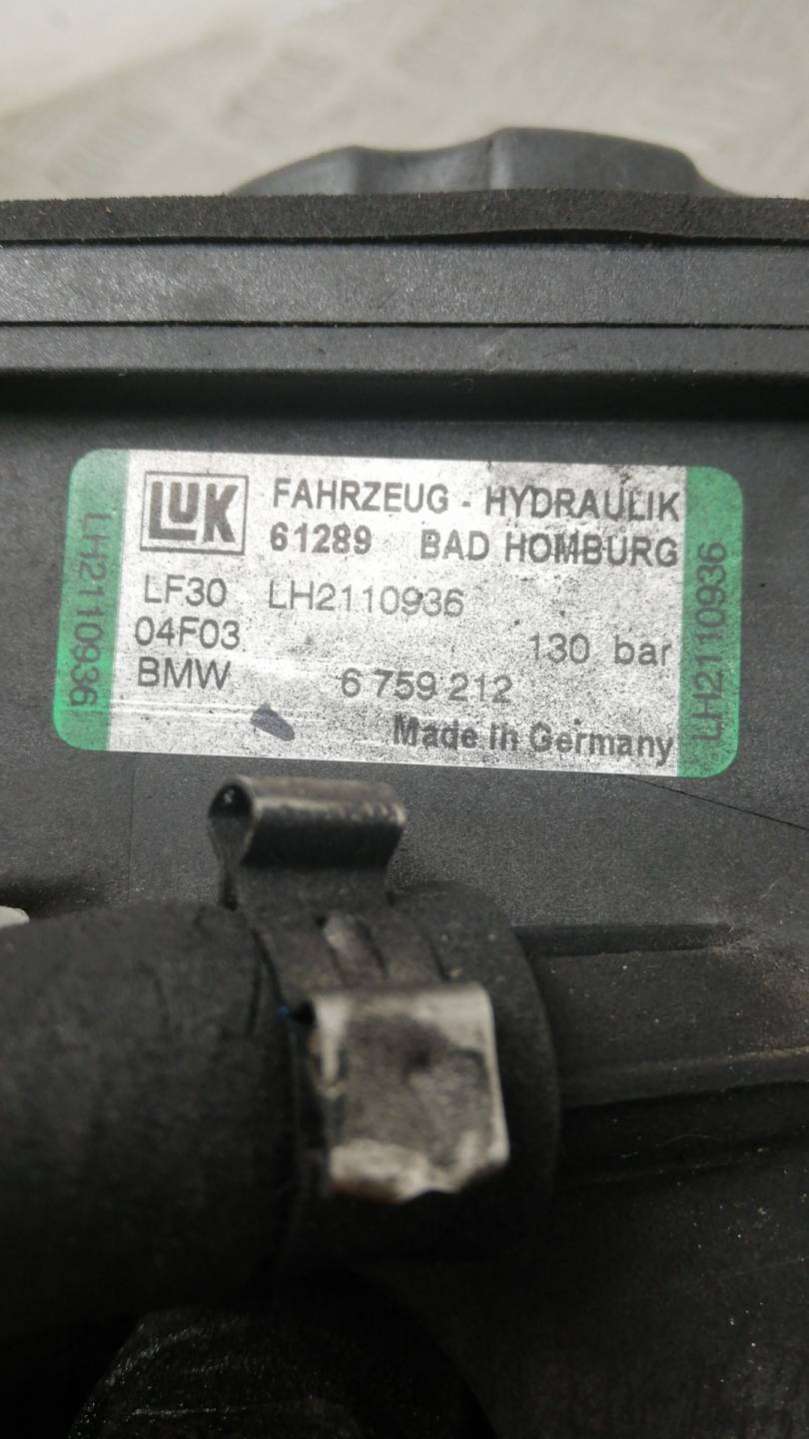 LH2110936
LUK
FAHRZEUG - HYDRAULIK
61289 BAD HOMBURG
LF30 LH2110936
04F03 130 bar
BMW 6 759 212
Made in Germany
LH2110936